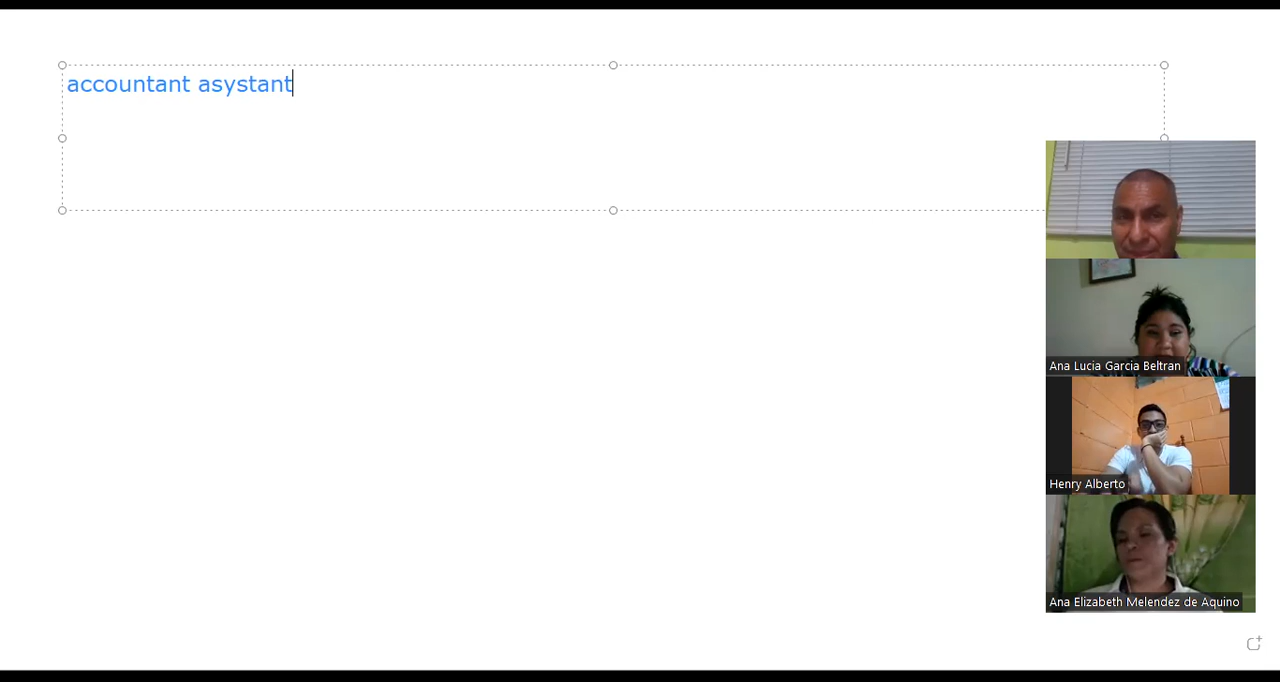 accountant asystant
Ana Lucia Garcia Beltran
Henry Alberto
Ana Elizabeth Melendez de Aquino